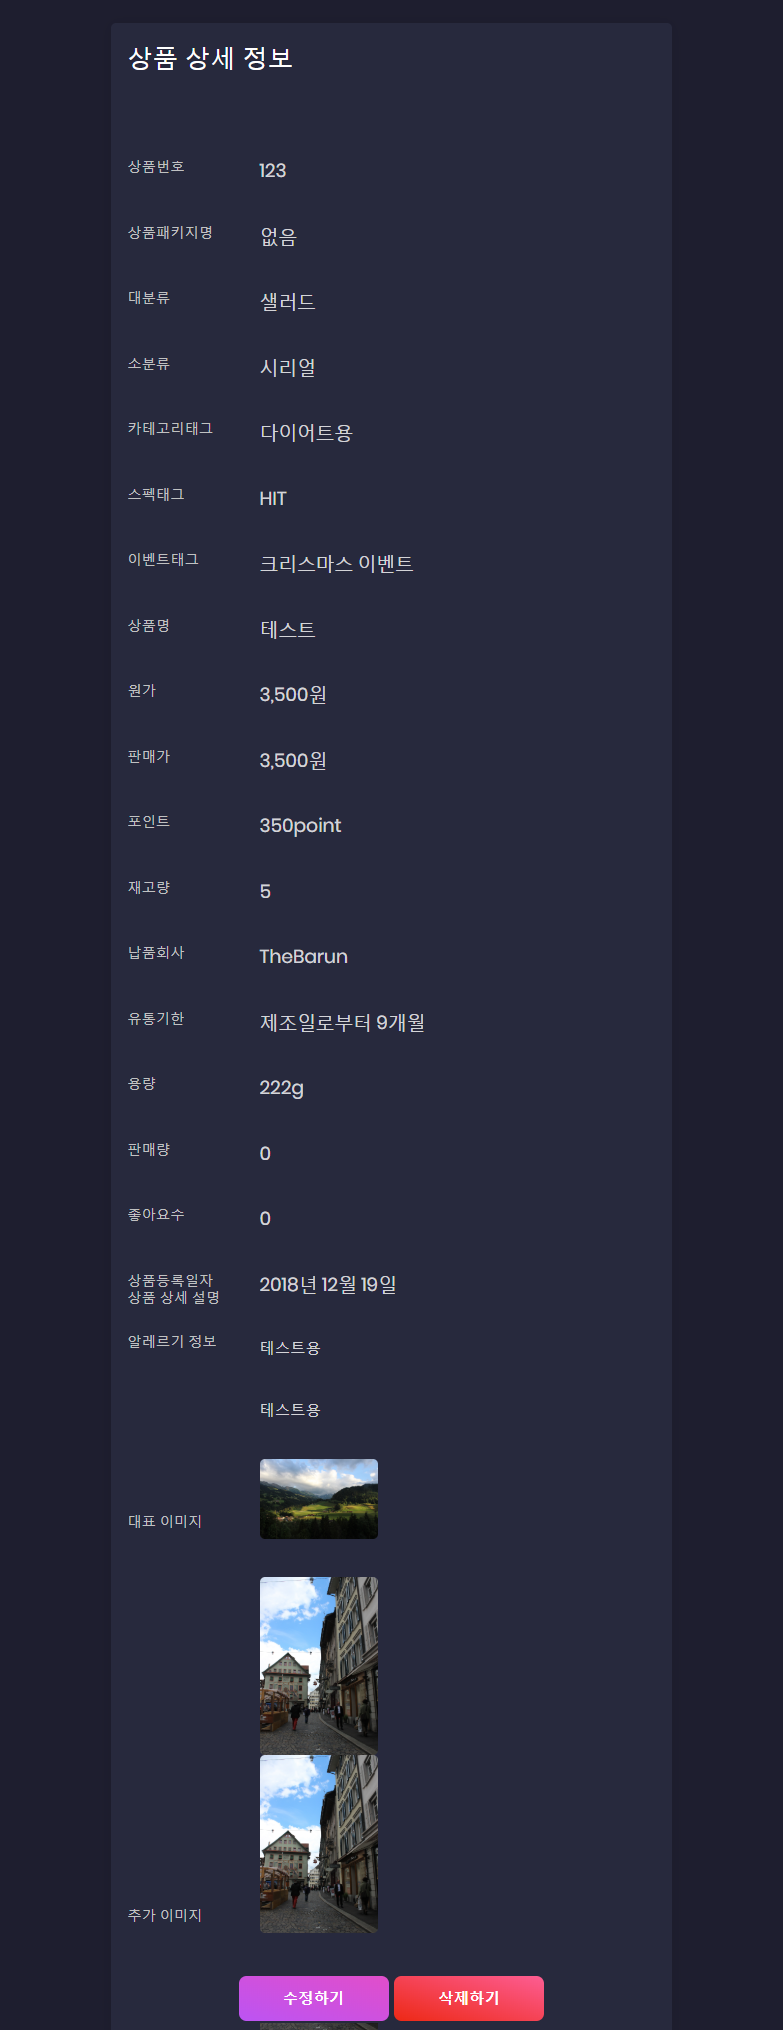 상품 상세 정보
상품번호 123
상품패키지명 없음
대분류 샐러드
소분류 시리얼
카테고리태그 다이어트용
스펙태그 HIT
이벤트태그 크리스마스 이벤트
상품명 테스트
원가 3,500원
판매가 3,500원
포인트 350point
재고량 5
납품회사 TheBarun
유통기한 제조일로부터 9개월
용량 222g
판매량 0
좋아요수 0
상품등록일자 2018년 12월 19일
상품 상세 설명
알레르기 정보 테스트용
테스트용
대표 이미지
추가 이미지
수정하기 삭제하기